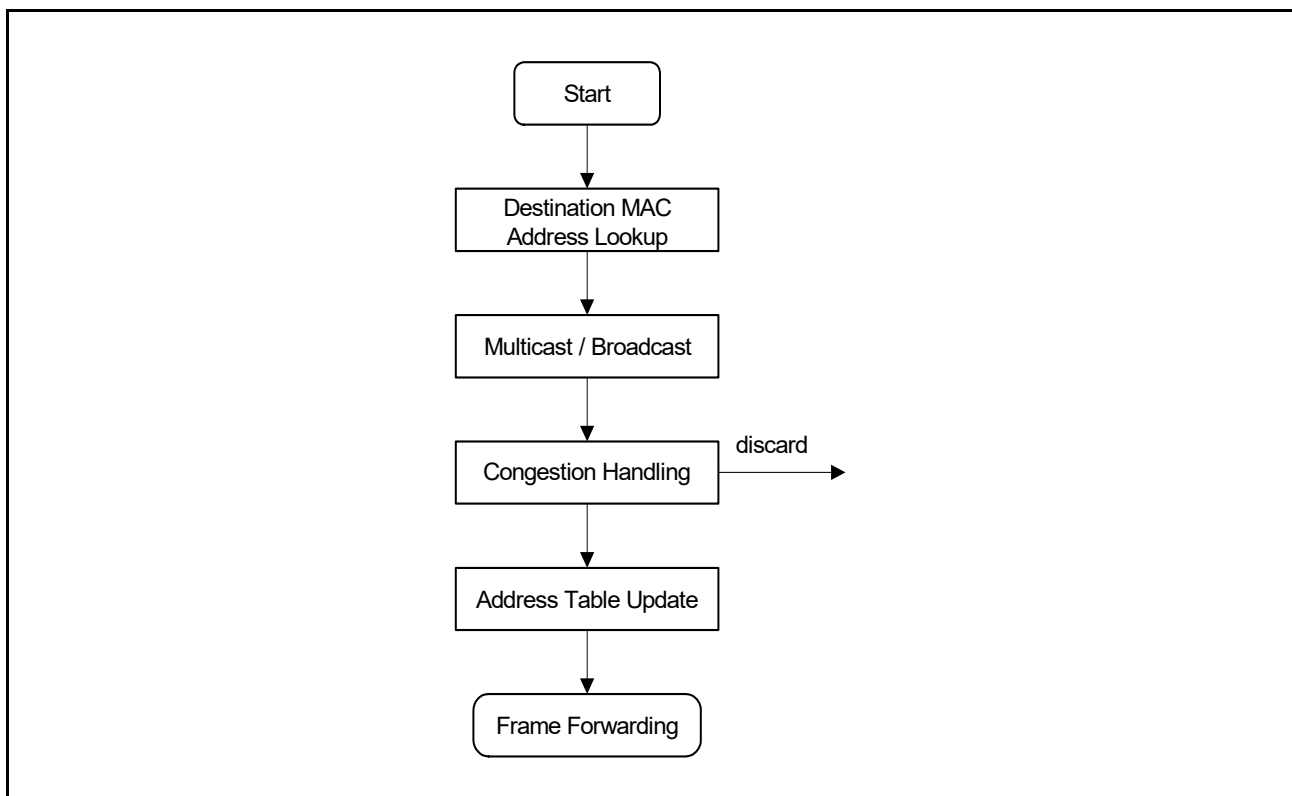 Start
Destination MAC
Address Lookup
Multicast / Broadcast
Congestion Handling
discard
Address Table Update
Frame Forwarding